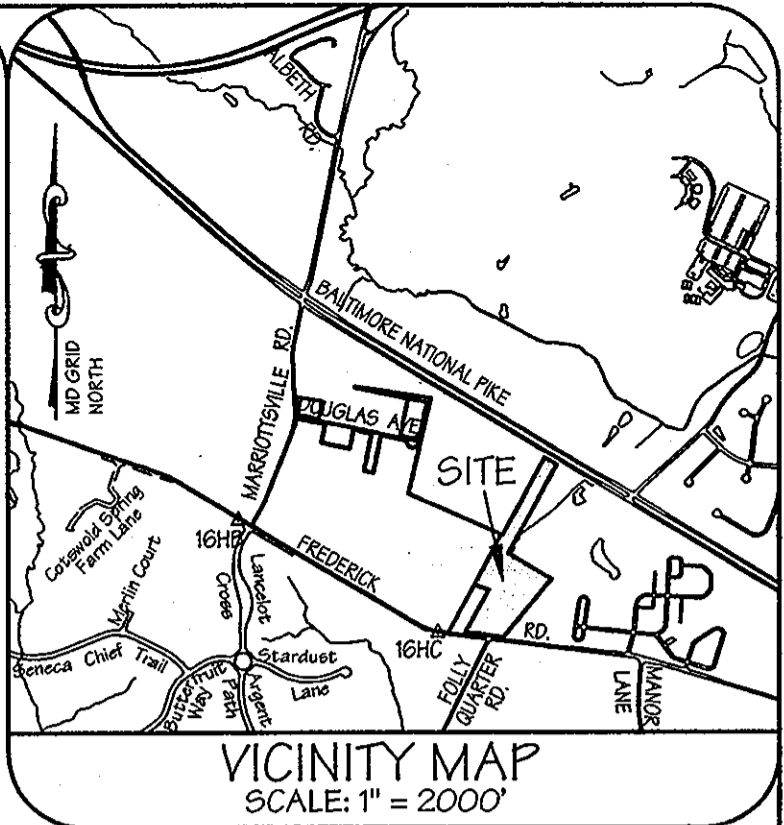 ALBETH
RD.
MD GRID
NORTH
BALTIMORE NATIONAL PIKE
MARRIOTTSVILLE RD.
DOUGLAS AVE
SITE
Cotswold Spring
Farm Lane
16HB
FREDERICK
RD.
Merlin Court
Lancelot
Cross
16HC
Seneca Chief Trail
Stardust
Lane
Butterfruit
Way
Argent
Path
FOLLY
QUARTER
RD.
MANOR
LANE
VICINITY MAP
SCALE: 1" = 2000'